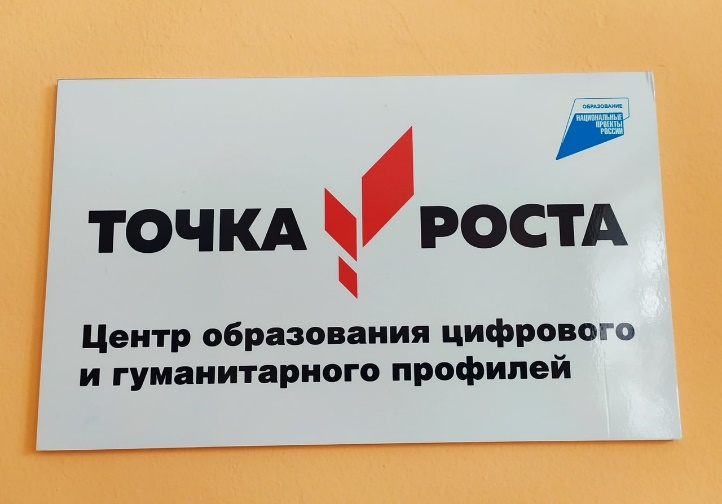 ОБРАЗОВАНИЕ
НАЦИОНАЛЬНЫЕ
ПРОЕКТЫ
РОССИИ
ТОЧКА РОСТА
Центр образования цифрового
и гуманитарного профилей